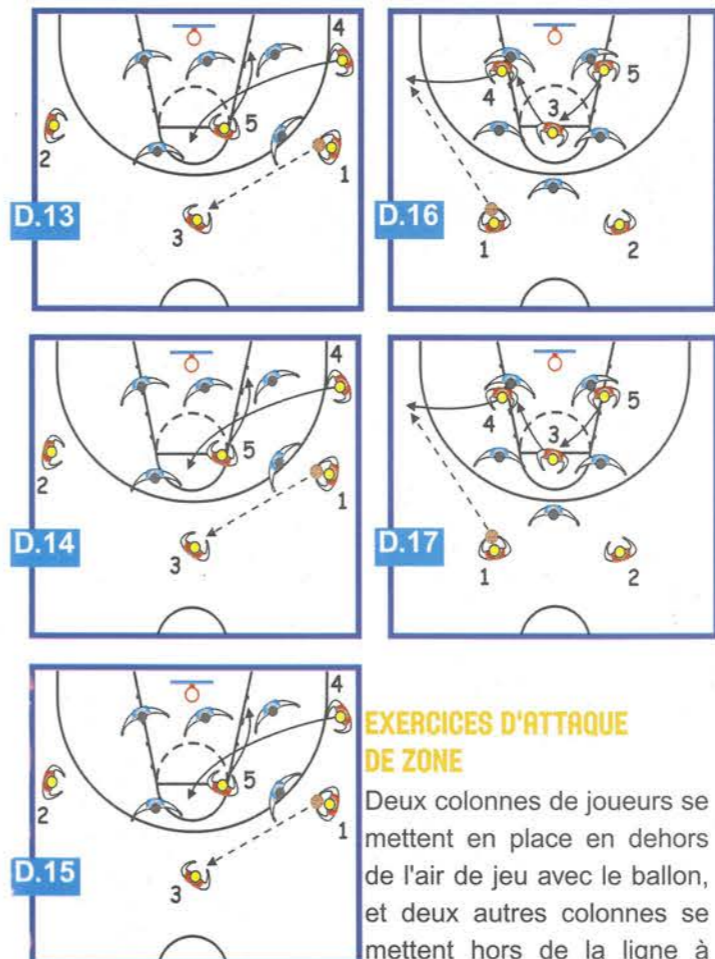 4
5
2
1
3
D.13
4
5
3
D.16
1
2
4
5
2
1
3
D.14
4
5
3
D.17
1
2
4
5
2
1
3
D.15
EXERCICES D'ATTAQUE
DE ZONE
Deux colonnes de joueurs se
mettent en place en dehors
de l'air de jeu avec le ballon,
et deux autres colonnes se
mettent hors de la ligne à